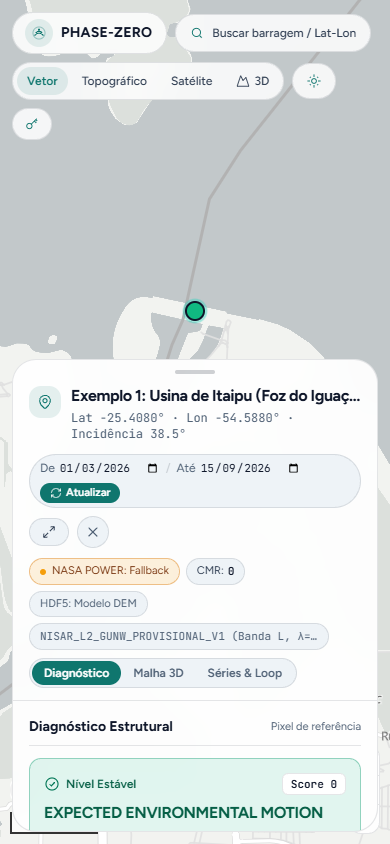 PHASE-ZERO
Buscar barragem / Lat-Lon
Vetor
Topográfico
Satélite
3D
Exemplo 1: Usina de Itaipu (Foz do Iguaç...
Lat -25.4080° · Lon -54.5880° ·
Incidência 38.5°
De 01/03/2026 / Até 15/09/2026
Atualizar
NASA POWER: Fallback
CMR: 0
HDF5: Modelo DEM
NISAR_L2_GUNW_PROVISIONAL_V1 (Banda L, λ=…
Diagnóstico
Malha 3D
Séries & Loop
Diagnóstico Estrutural
Pixel de referência
Nível Estável
Score 0
EXPECTED ENVIRONMENTAL MOTION